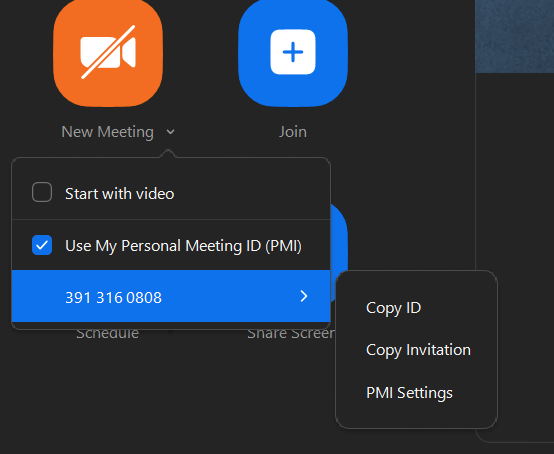 New Meeting
Join
Start with video
Use My Personal Meeting ID (PMI)
391 316 0808
Copy ID
Copy Invitation
PMI Settings
Schedule
Share Screen